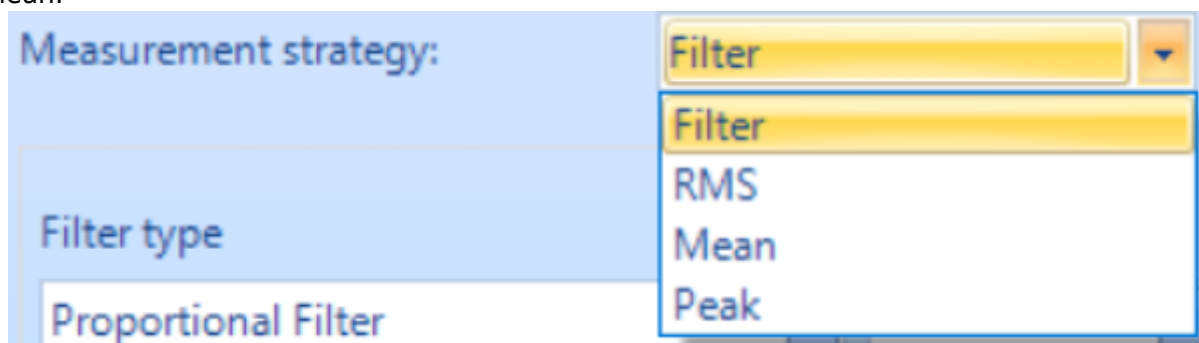 Measurement strategy:
Filter
Filter
RMS
Mean
Peak
Filter type
Proportional Filter